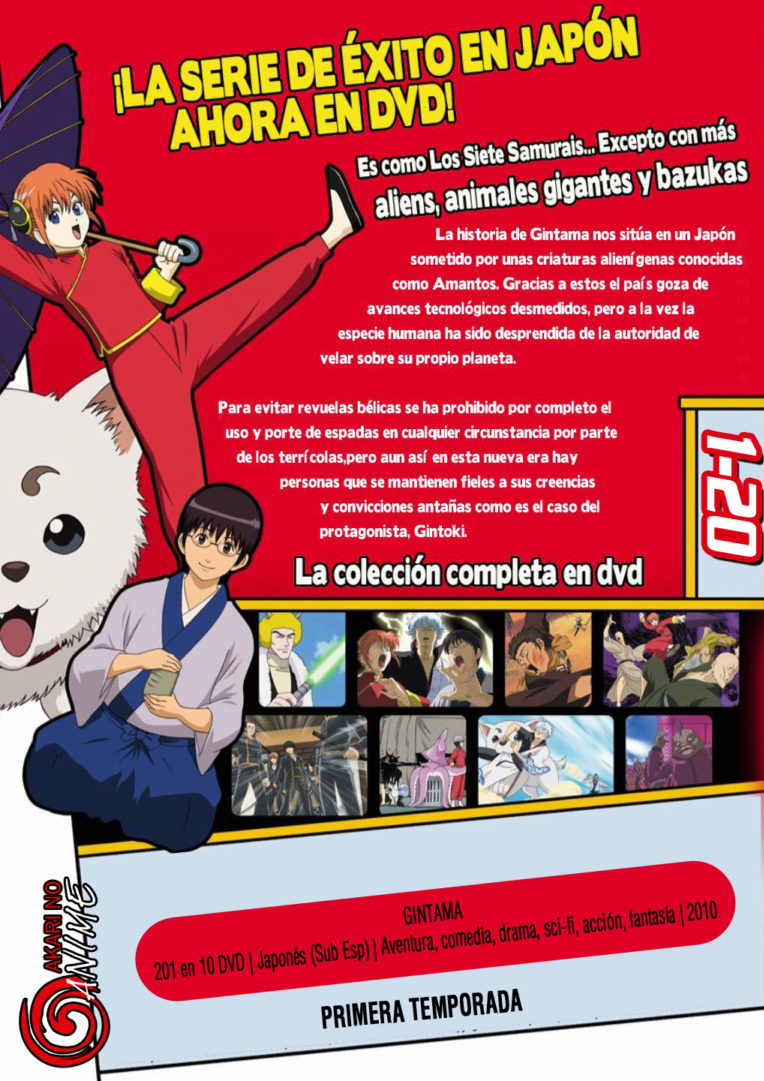 ¡LA SERIE DE ÉXITO EN JAPÓN
AHORA EN DVD!
Es como Los Siete Samurais... Excepto con más
aliens, animales gigantes y bazukas
La historia de Gintama nos sitúa en un Japón
sometido por unas criaturas alienígenas conocidas
como Amantos. Gracias a estos el país goza de
avances tecnológicos desmedidos, pero a la vez la
especie humana ha sido desprendida de la autoridad de
velar sobre su propio planeta.
Para evitar revuelas bélicas se ha prohibido por completo el
uso y porte de espadas en cualquier circunstancia por parte
de los terrícolas,pero aun así en esta nueva era hay
personas que se mantienen fieles a sus creencias
y convicciones antañas como es el caso del
protagonista, Gintoki.
1-20
La colección completa en dvd
AKARI NO
ANIME
GINTAMA
201 en 10 DVD | Japonés (Sub Esp) | Aventura, comedia, drama, sci-fi, acción, fantasía | 2010
PRIMERA TEMPORADA